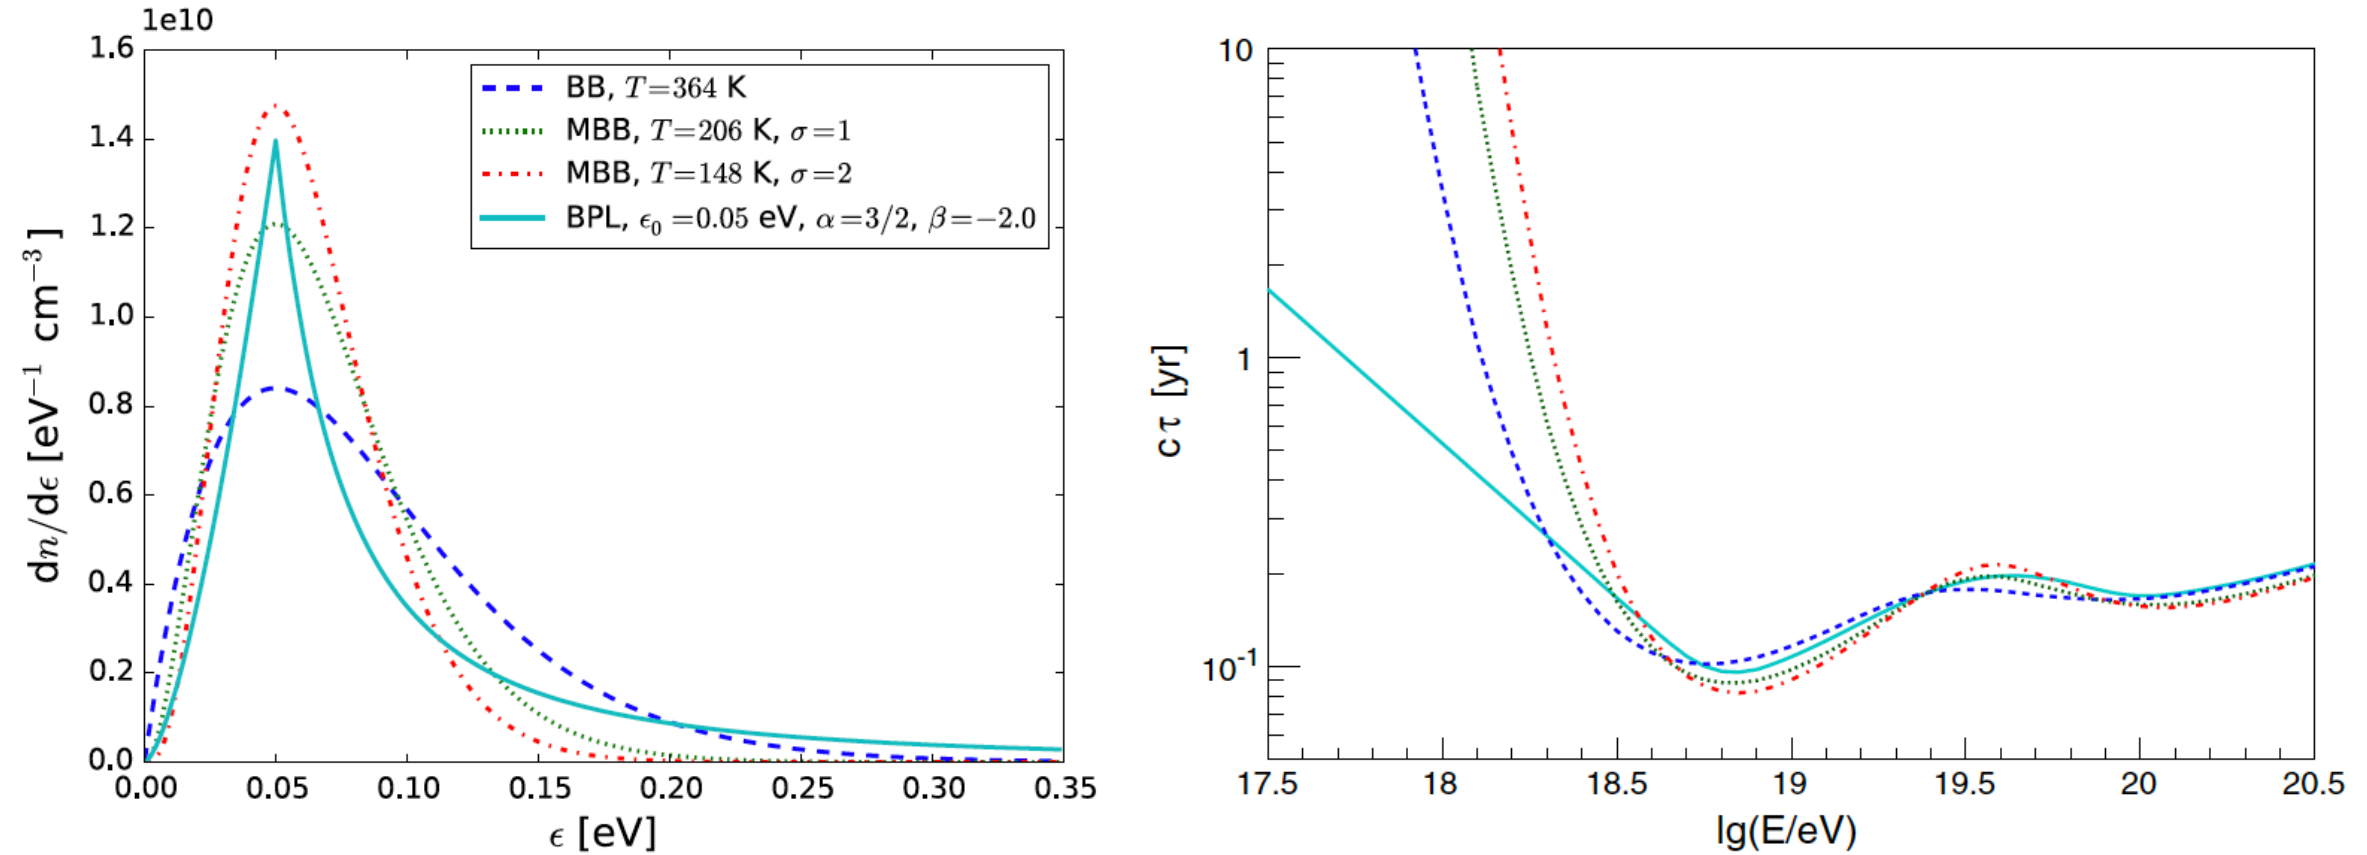 1e10
1.6
1.4
1.2
1.0
0.8
0.6
0.4
0.2
0.0
dn/dϵ [eV⁻¹ cm⁻³]
BB, T=364 K
MBB, T=206 K, σ=1
MBB, T=148 K, σ=2
BPL, ϵ₀ =0.05 eV, α=3/2, β=−2.0
0.00 0.05 0.10 0.15 0.20 0.25 0.30 0.35
ϵ [eV]
10
1
10⁻¹
c τ [yr]
17.5 18 18.5 19 19.5 20 20.5
lg(E/eV)